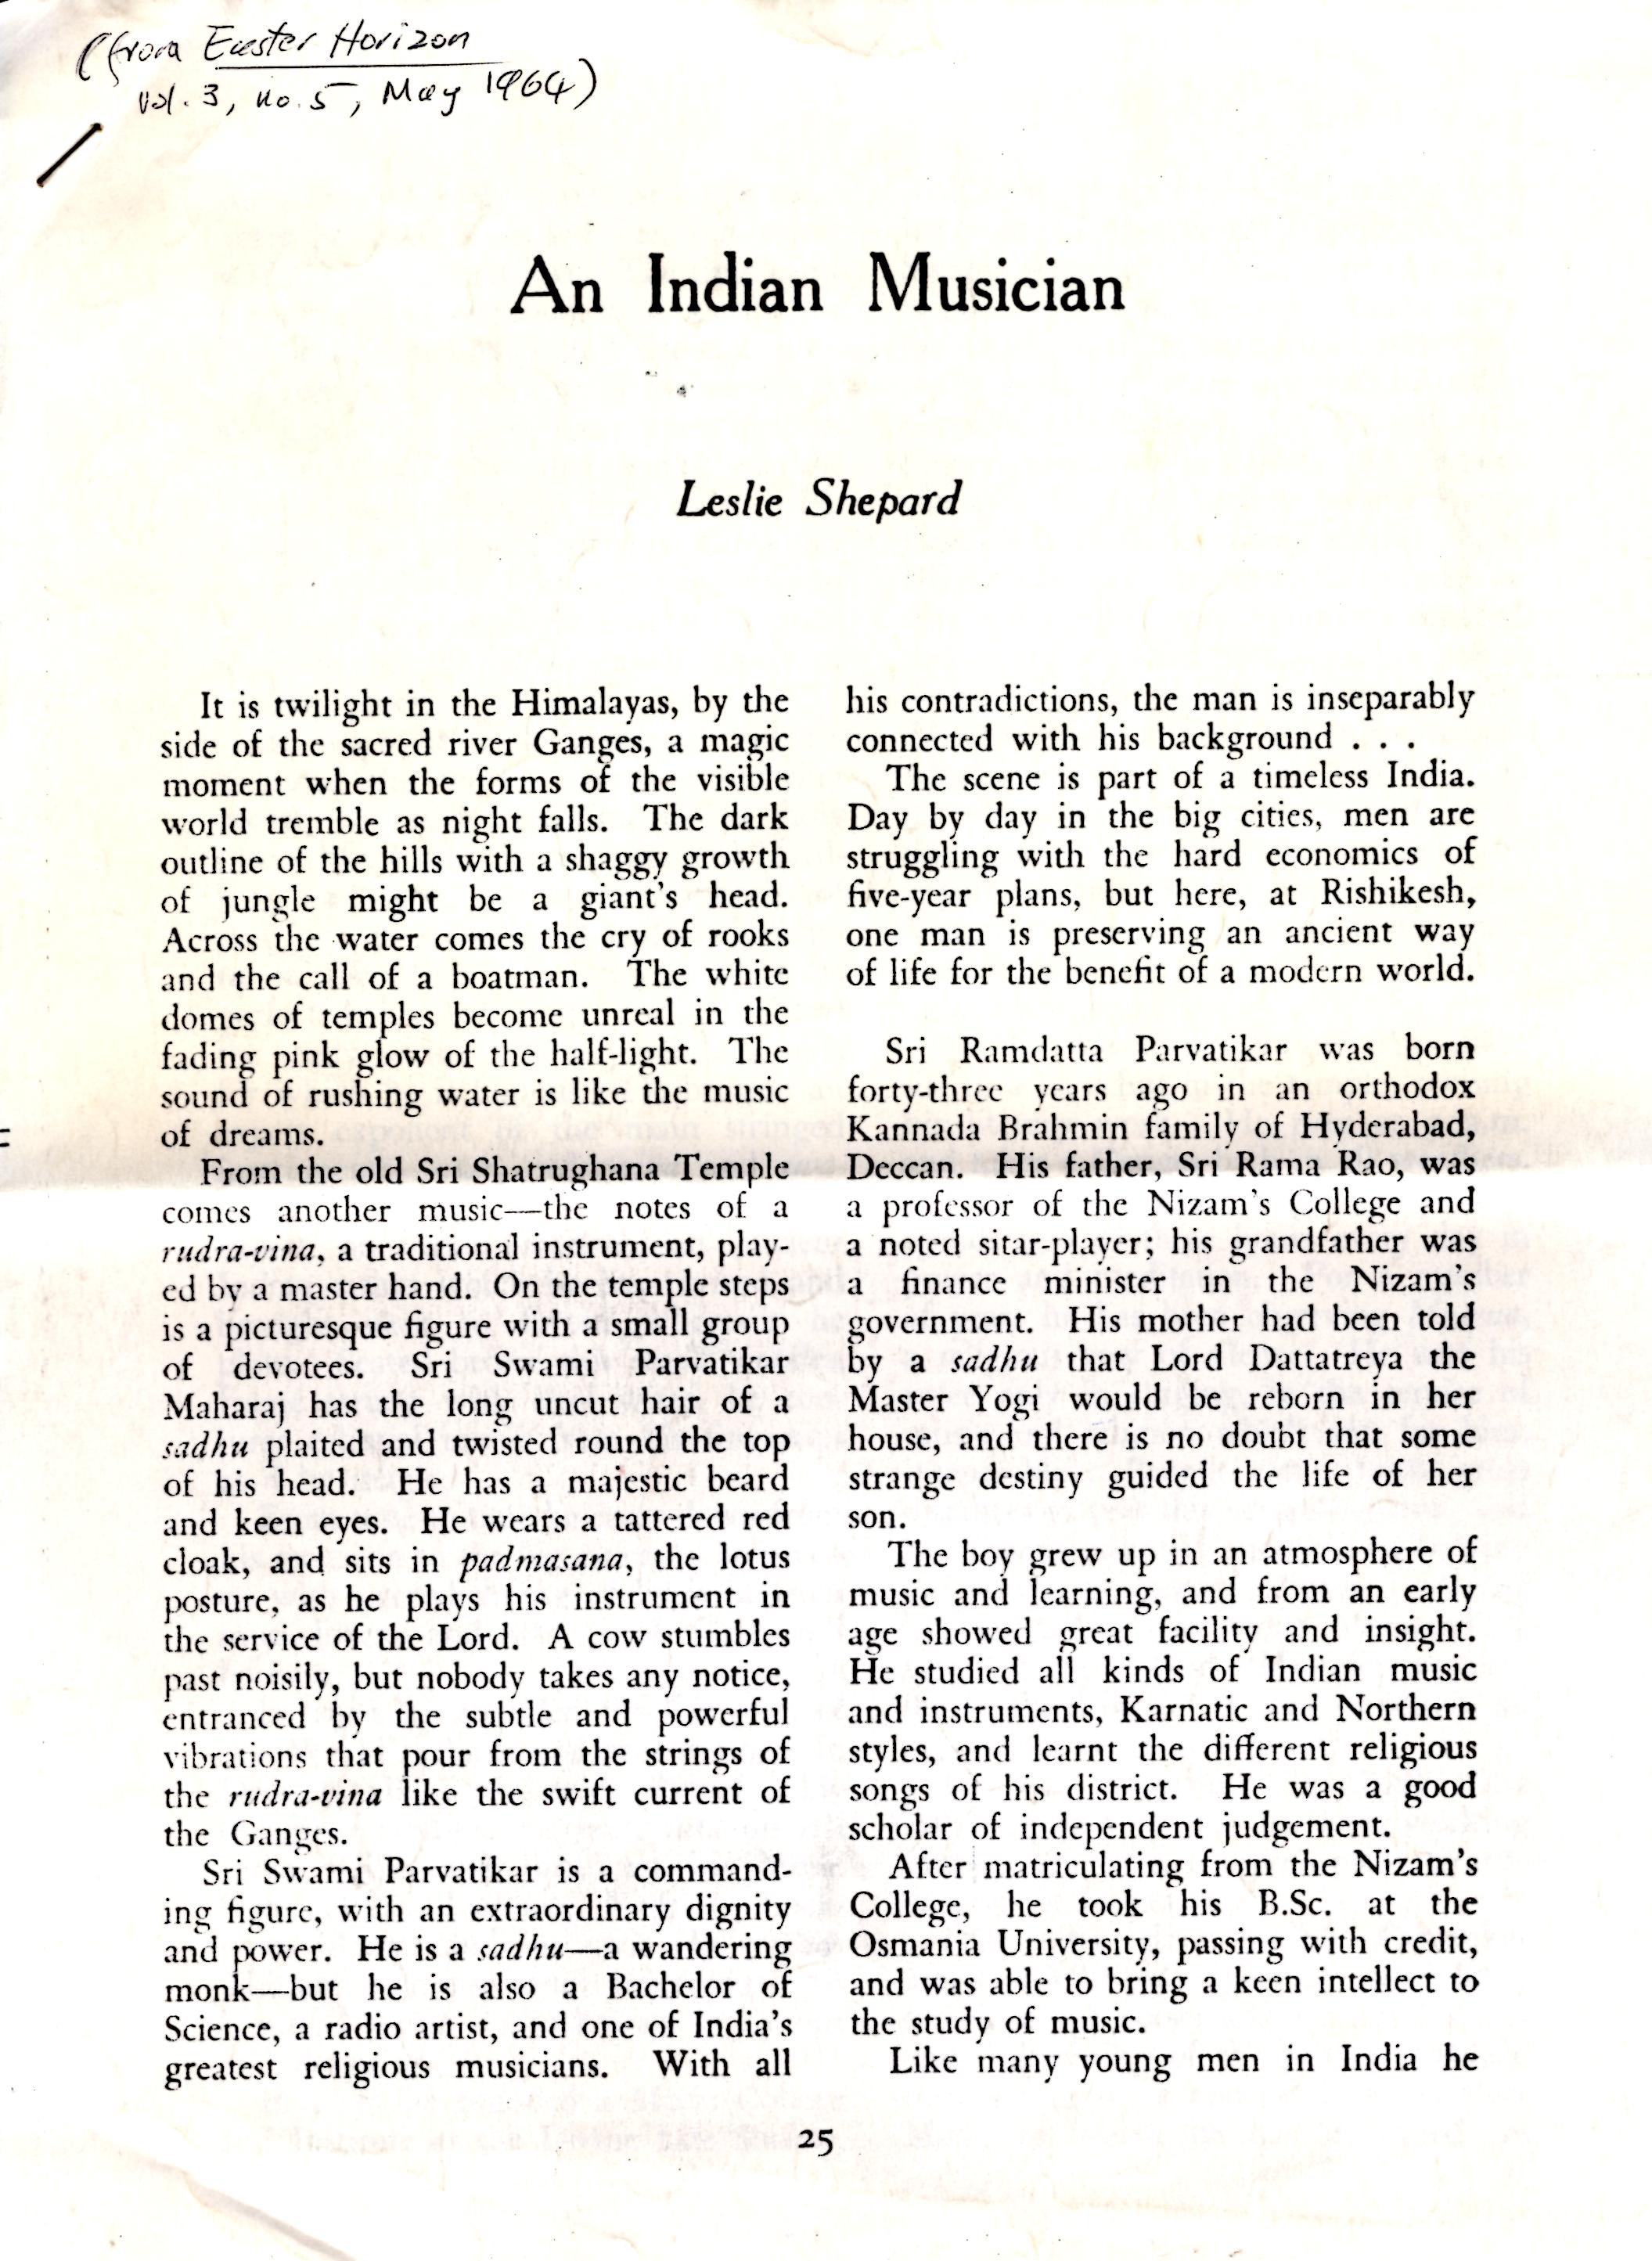 (from Easter Horizon
vol. 3, no. 5, May 1964)
An Indian Musician
Leslie Shepard
It is twilight in the Himalayas, by the
side of the sacred river Ganges, a magic
moment when the forms of the visible
world tremble as night falls. The dark
outline of the hills with a shaggy growth
of jungle might be a giant's head.
Across the water comes the cry of rooks
and the call of a boatman. The white
domes of temples become unreal in the
fading pink glow of the half-light. The
sound of rushing water is like the music
of dreams.
From the old Sri Shatrughana Temple
comes another music—the notes of a
rudra-vina, a traditional instrument, play-
ed by a master hand. On the temple steps
is a picturesque figure with a small group
of devotees. Sri Swami Parvatikar
Maharaj has the long uncut hair of a
sadhu plaited and twisted round the top
of his head. He has a majestic beard
and keen eyes. He wears a tattered red
cloak, and sits in padmasana, the lotus
posture, as he plays his instrument in
the service of the Lord. A cow stumbles
past noisily, but nobody takes any notice,
entranced by the subtle and powerful
vibrations that pour from the strings of
the rudra-vina like the swift current of
the Ganges.
Sri Swami Parvatikar is a command-
ing figure, with an extraordinary dignity
and power. He is a sadhu—a wandering
monk—but he is also a Bachelor of
Science, a radio artist, and one of India's
greatest religious musicians. With all
his contradictions, the man is inseparably
connected with his background . . .
The scene is part of a timeless India.
Day by day in the big cities, men are
struggling with the hard economics of
five-year plans, but here, at Rishikesh,
one man is preserving an ancient way
of life for the benefit of a modern world.
Sri Ramdatta Parvatikar was born
forty-three years ago in an orthodox
Kannada Brahmin family of Hyderabad,
Deccan. His father, Sri Rama Rao, was
a professor of the Nizam's College and
a noted sitar-player; his grandfather was
a finance minister in the Nizam's
government. His mother had been told
by a sadhu that Lord Dattatreya the
Master Yogi would be reborn in her
house, and there is no doubt that some
strange destiny guided the life of her
son.
The boy grew up in an atmosphere of
music and learning, and from an early
age showed great facility and insight.
He studied all kinds of Indian music
and instruments, Karnatic and Northern
styles, and learnt the different religious
songs of his district. He was a good
scholar of independent judgement.
After matriculating from the Nizam's
College, he took his B.Sc. at the
Osmania University, passing with credit,
and was able to bring a keen intellect to
the study of music.
Like many young men in India he
25